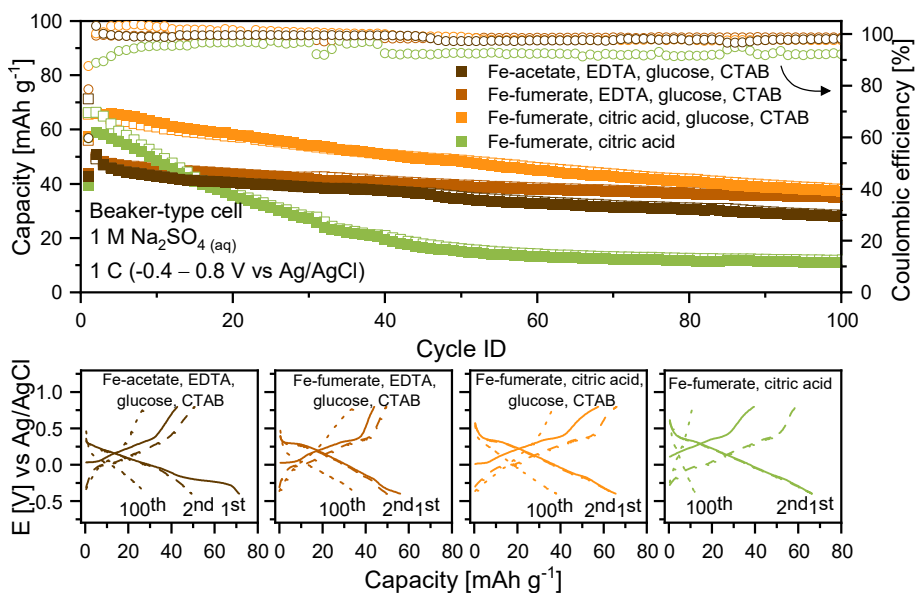 Capacity [mAh g⁻¹]
100
80
60
40
20
0
Fe-acetate, EDTA, glucose, CTAB
Fe-fumerate, EDTA, glucose, CTAB
Fe-fumerate, citric acid, glucose, CTAB
Fe-fumerate, citric acid
Beaker-type cell
1 M Na₂SO₄ (aq)
1 C (-0.4 – 0.8 V vs Ag/AgCl)
100
80
60
40
20
0
Coulombic efficiency [%]
0 20 40 60 80 100
Cycle ID
E [V] vs Ag/AgCl
1.0
0.5
0.0
0.5
Fe-acetate, EDTA,
glucose, CTAB
100th 2nd 1st
Fe-fumerate, EDTA,
glucose, CTAB
100th 2nd 1st
Fe-fumerate, citric acid,
glucose, CTAB
100th 2nd 1st
Fe-fumerate, citric acid
100th 2nd 1st
0 20 40 60 80 0 20 40 60 80 0 20 40 60 80 0 20 40 60 80
Capacity [mAh g⁻¹]